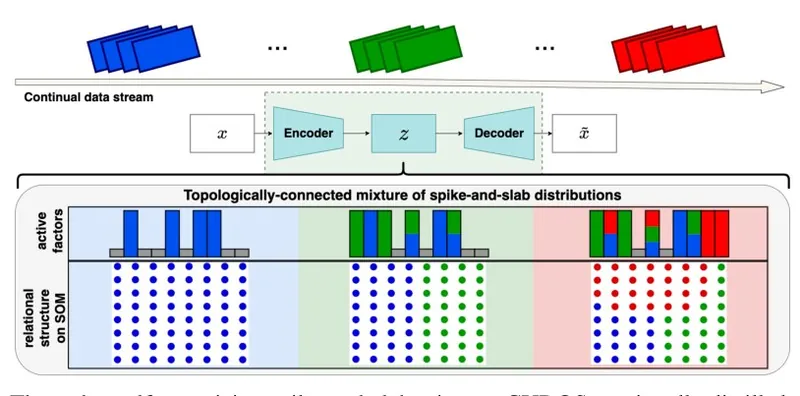 ... ...
Continual data stream
x Encoder z Decoder x̃
Topologically-connected mixture of spike-and-slab distributions
active
factors
relational
structure
on SOM